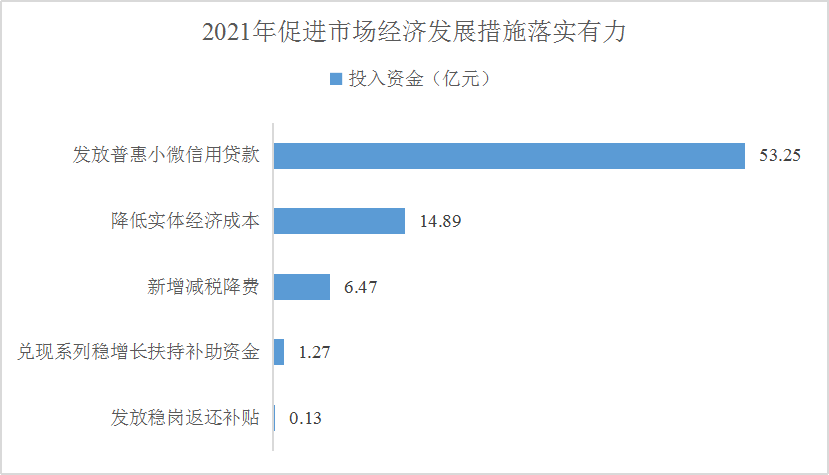 2021年促进市场经济发展措施落实有力
投入资金（亿元）
发放普惠小微信用贷款 53.25
降低实体经济成本 14.89
新增减税降费 6.47
兑现系列稳增长扶持补助资金 1.27
发放稳岗返还补贴 0.13